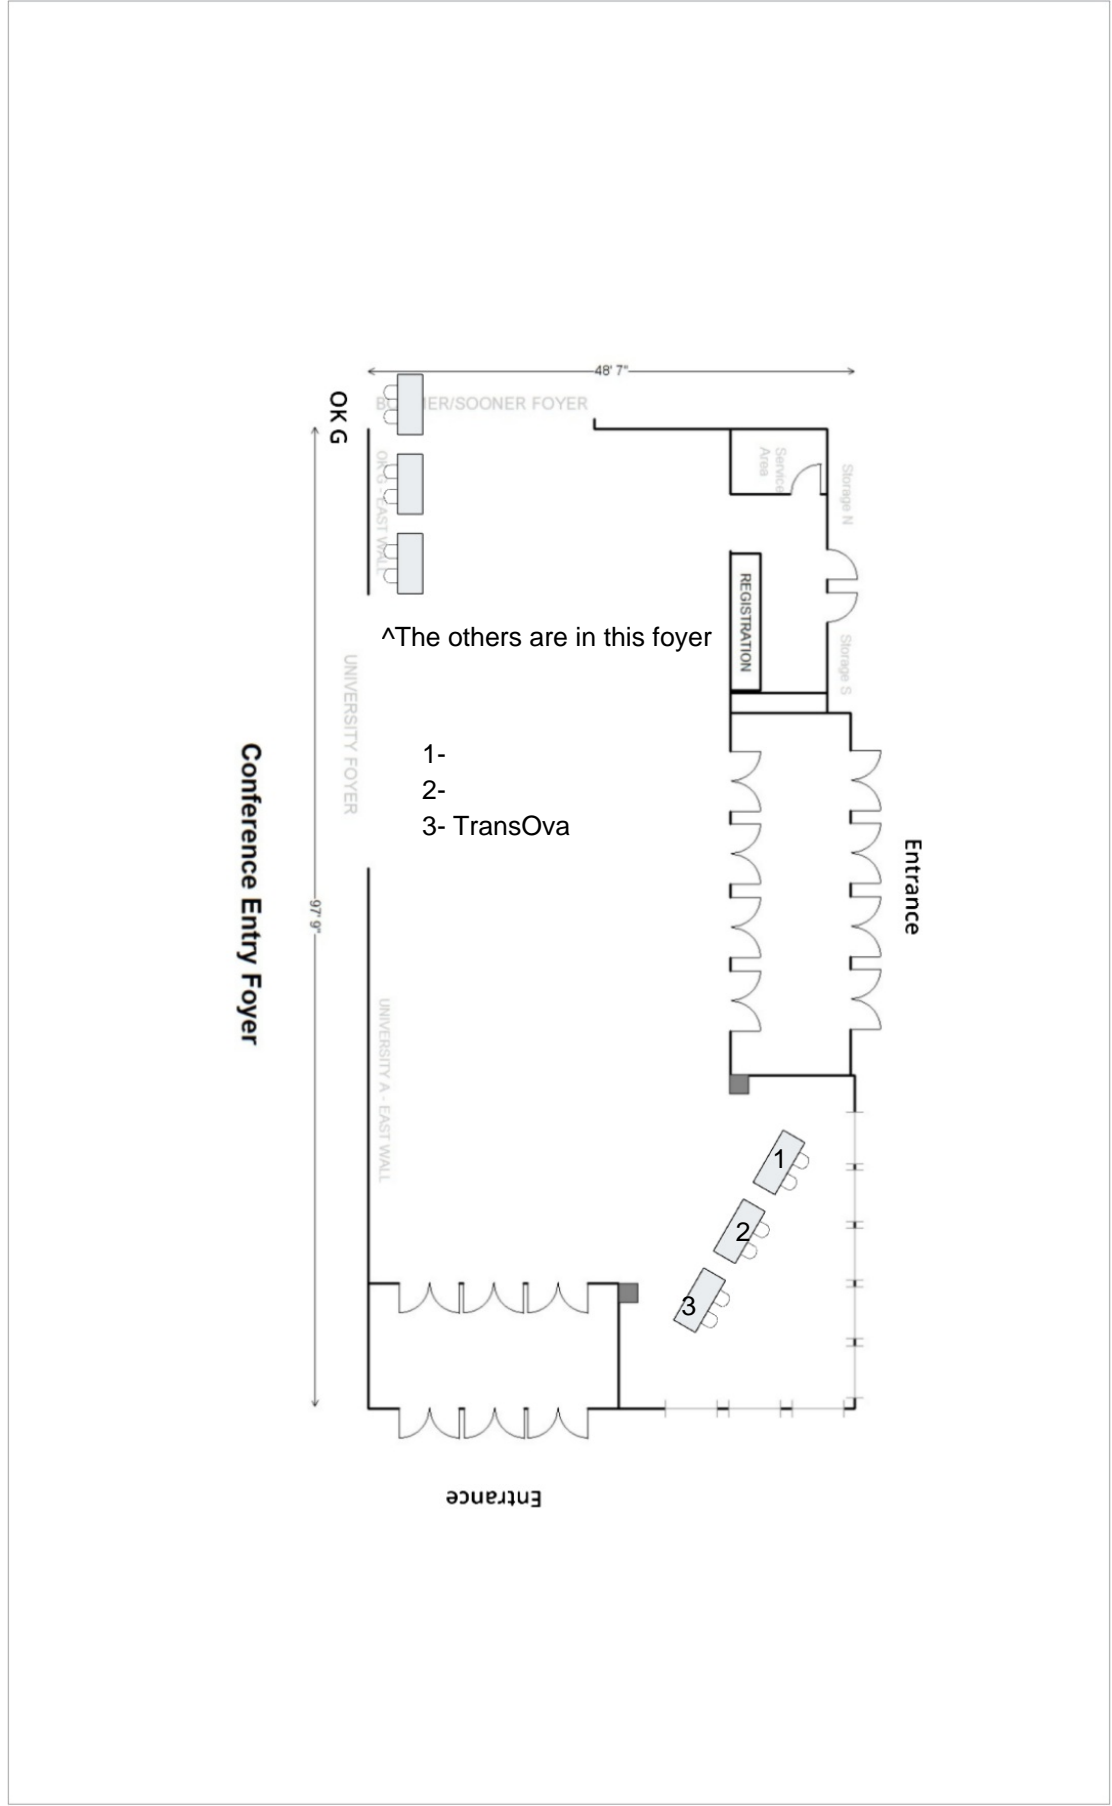 48' 7"
BOOMER/SOONER FOYER
OK G
OK G - EAST WALL
Service
Area
Storage N
REGISTRATION
Storage S
^The others are in this foyer
UNIVERSITY FOYER
1-
2-
3- TransOva
Conference Entry Foyer
97' 9"
Entrance
UNIVERSITY A - EAST WALL
1
2
3
Entrance